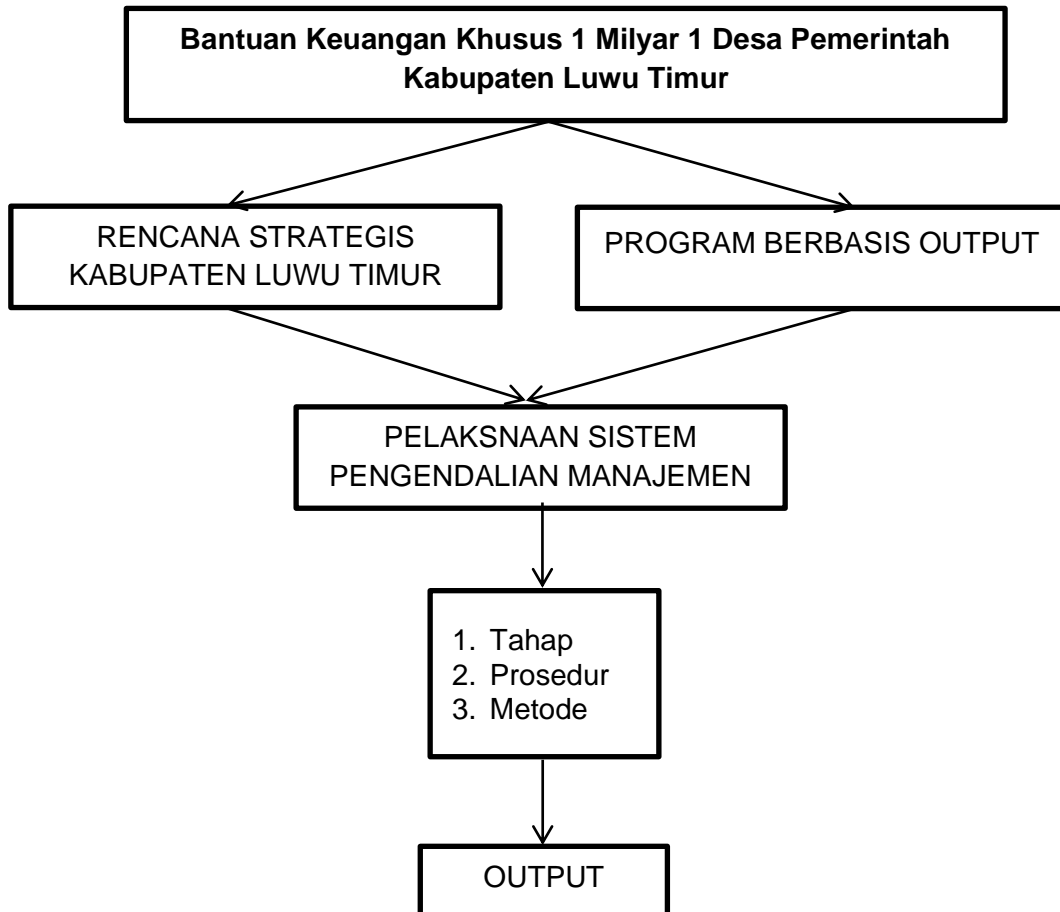 Bantuan Keuangan Khusus 1 Milyar 1 Desa Pemerintah
Kabupaten Luwu Timur
RENCANA STRATEGIS
KABUPATEN LUWU TIMUR
PROGRAM BERBASIS OUTPUT
PELAKSNAAN SISTEM
PENGENDALIAN MANAJEMEN
1. Tahap
2. Prosedur
3. Metode
OUTPUT